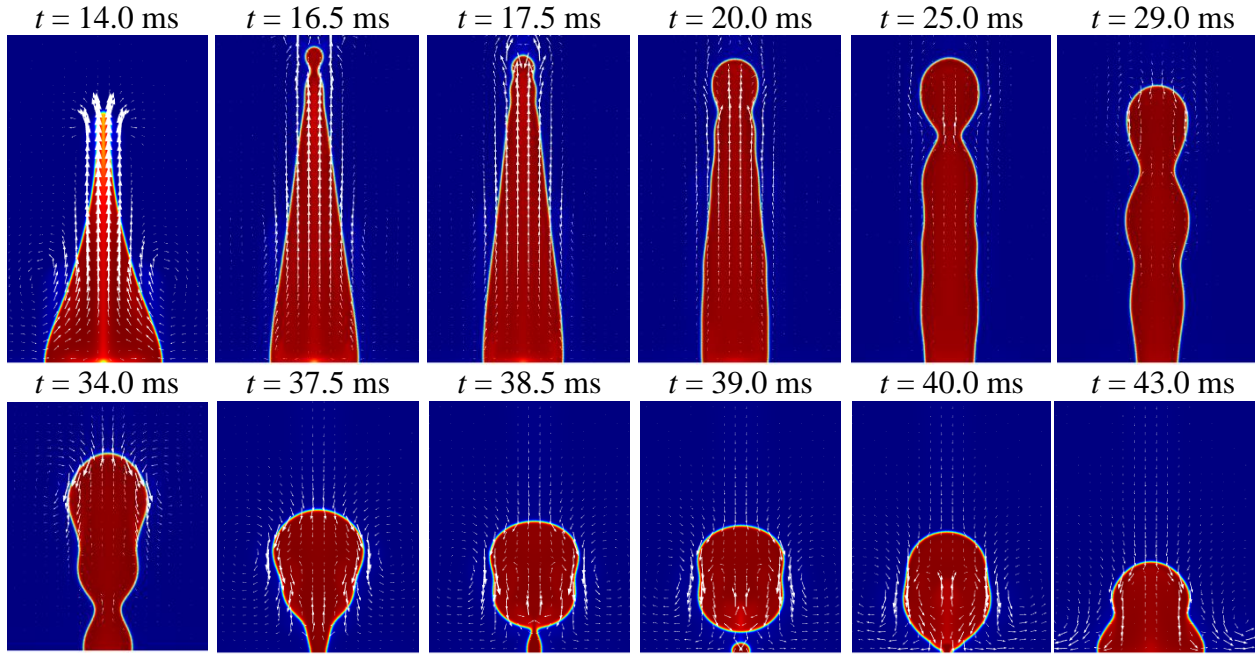 t = 14.0 ms
t = 16.5 ms
t = 17.5 ms
t = 20.0 ms
t = 25.0 ms
t = 29.0 ms
t = 34.0 ms
t = 37.5 ms
t = 38.5 ms
t = 39.0 ms
t = 40.0 ms
t = 43.0 ms